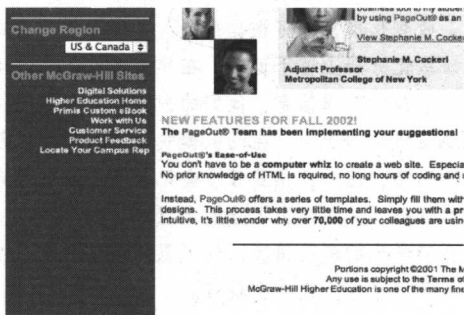 Change Region
US & Canada
Other McGraw-Hill Sites
Digital Solutions
Higher Education Home
Primis Custom eBook
Work with Us
Customer Service
Product Feedback
Locate Your Campus Rep
business tool to my student
by using PageOut® as an
View Stephanie M. Cocker
Stephanie M. Cockerl
Adjunct Professor
Metropolitan College of New York
NEW FEATURES FOR FALL 2002!
The PageOut® Team has been implementing your suggestions!
PageOut®'s Ease-of-Use
You don't have to be a computer whiz to create a web site. Especia
No prior knowledge of HTML is required, no long hours of coding and
Instead, PageOut® offers a series of templates. Simply fill them with
designs. This process takes very little time and leaves you with a pr
intuitive, it's little wonder why over 70,000 of your colleagues are usin
Portions copyright ©2001 The M
Any use is subject to the Terms of
McGraw-Hill Higher Education is one of the many fine